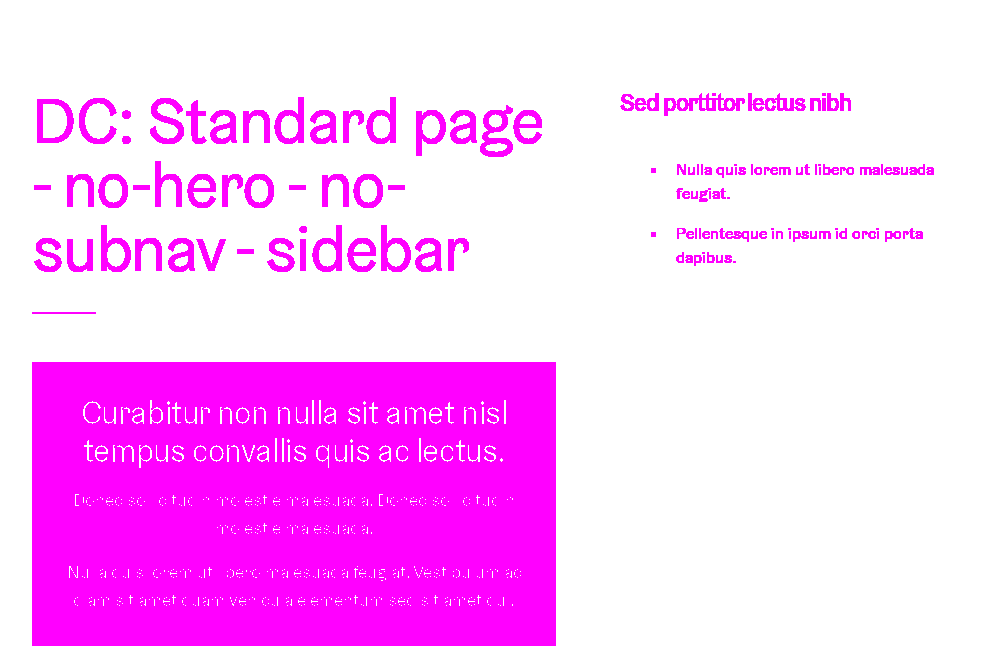 DC: Standard page
- no-hero - no-
subnav - sidebar
Curabitur non nulla sit amet nisl
tempus convallis quis ac lectus.
Donec sollicitudin molestie malesuada. Donec sollicitudin
molestie malesuada.
Nulla quis lorem ut libero malesuada feugiat. Vestibulum ac
diam sit amet quam vehicula elementum sed sit amet dui.
Sed porttitor lectus nibh
▪ Nulla quis lorem ut libero malesuada
feugiat.
▪ Pellentesque in ipsum id orci porta
dapibus.